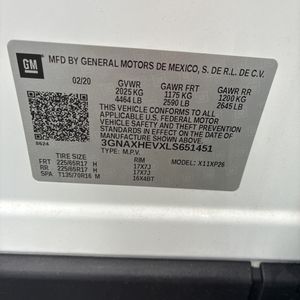 GM
MFD BY GENERAL MOTORS DE MEXICO, S. DE R.L. DE C.V.
02/20 GVWR GAWR FRT GAWR RR
2025 KG 1175 KG 1200 KG
4464 LB 2590 LB 2645 LB
THIS VEHICLE CONFORMS TO ALL
APPLICABLE U.S. FEDERAL MOTOR
VEHICLE SAFETY AND THEFT PREVENTION
STANDARDS IN EFFECT ON THE DATE OF
MANUFACTURE SHOWN ABOVE.
3GNAXHEVXLS651451
TYPE: M.P.V. MODEL: X11XP26
TIRE SIZE RIM
FRT 225/65R17 H 17X7J
RR 225/65R17 H 17X7J
SPA T135/70R16 M 16X4BT